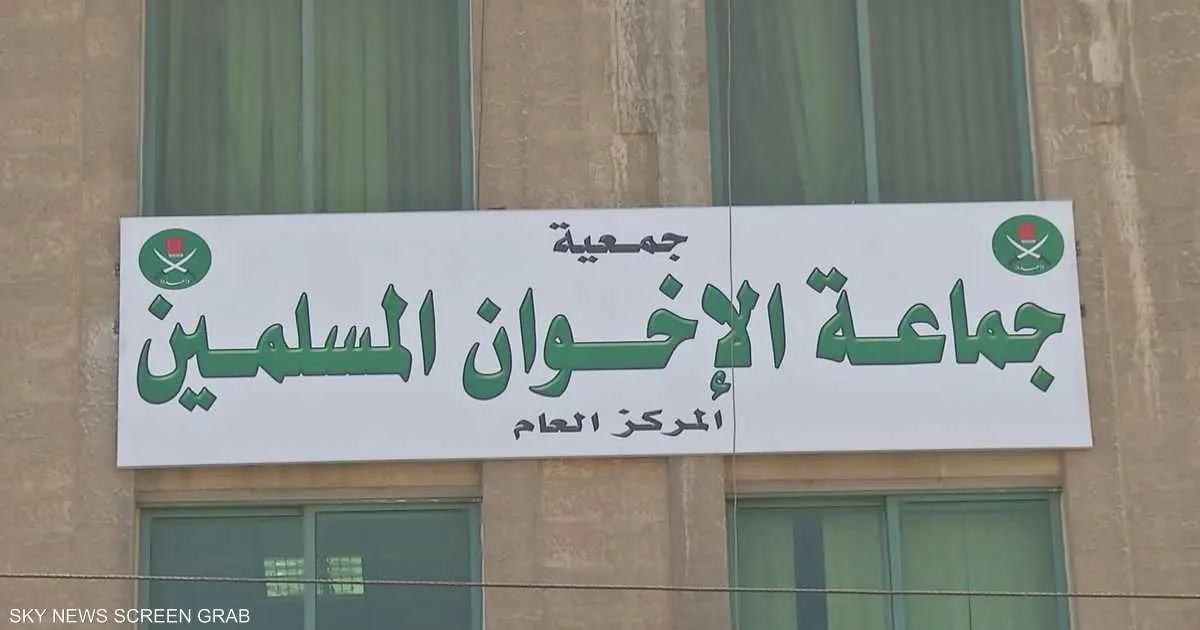 جمعية
جماعة الإخوان المسلمين
المركز العام
SKY NEWS SCREEN GRAB